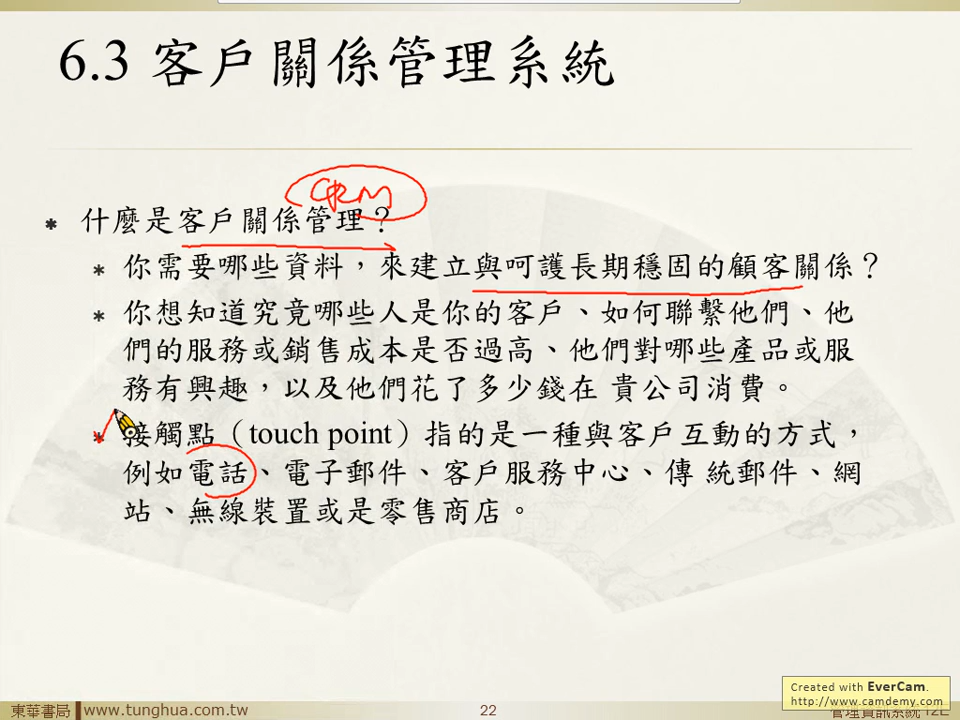 6.3 客戶關係管理系統
CRM
什麼是客戶關係管理？
你需要哪些資料，來建立與呵護長期穩固的顧客關係？
你想知道究竟哪些人是你的客戶、如何聯繫他們、他
們的服務或銷售成本是否過高、他們對哪些產品或服
務有興趣，以及他們花了多少錢在 貴公司消費。
接觸點（touch point）指的是一種與客戶互動的方式，
例如電話、電子郵件、客戶服務中心、傳 統郵件、網
站、無線裝置或是零售商店。
Created with EverCam.
http://www.camdemy.com
東華書局 www.tunghua.com.tw 22 管理資訊系統 12E